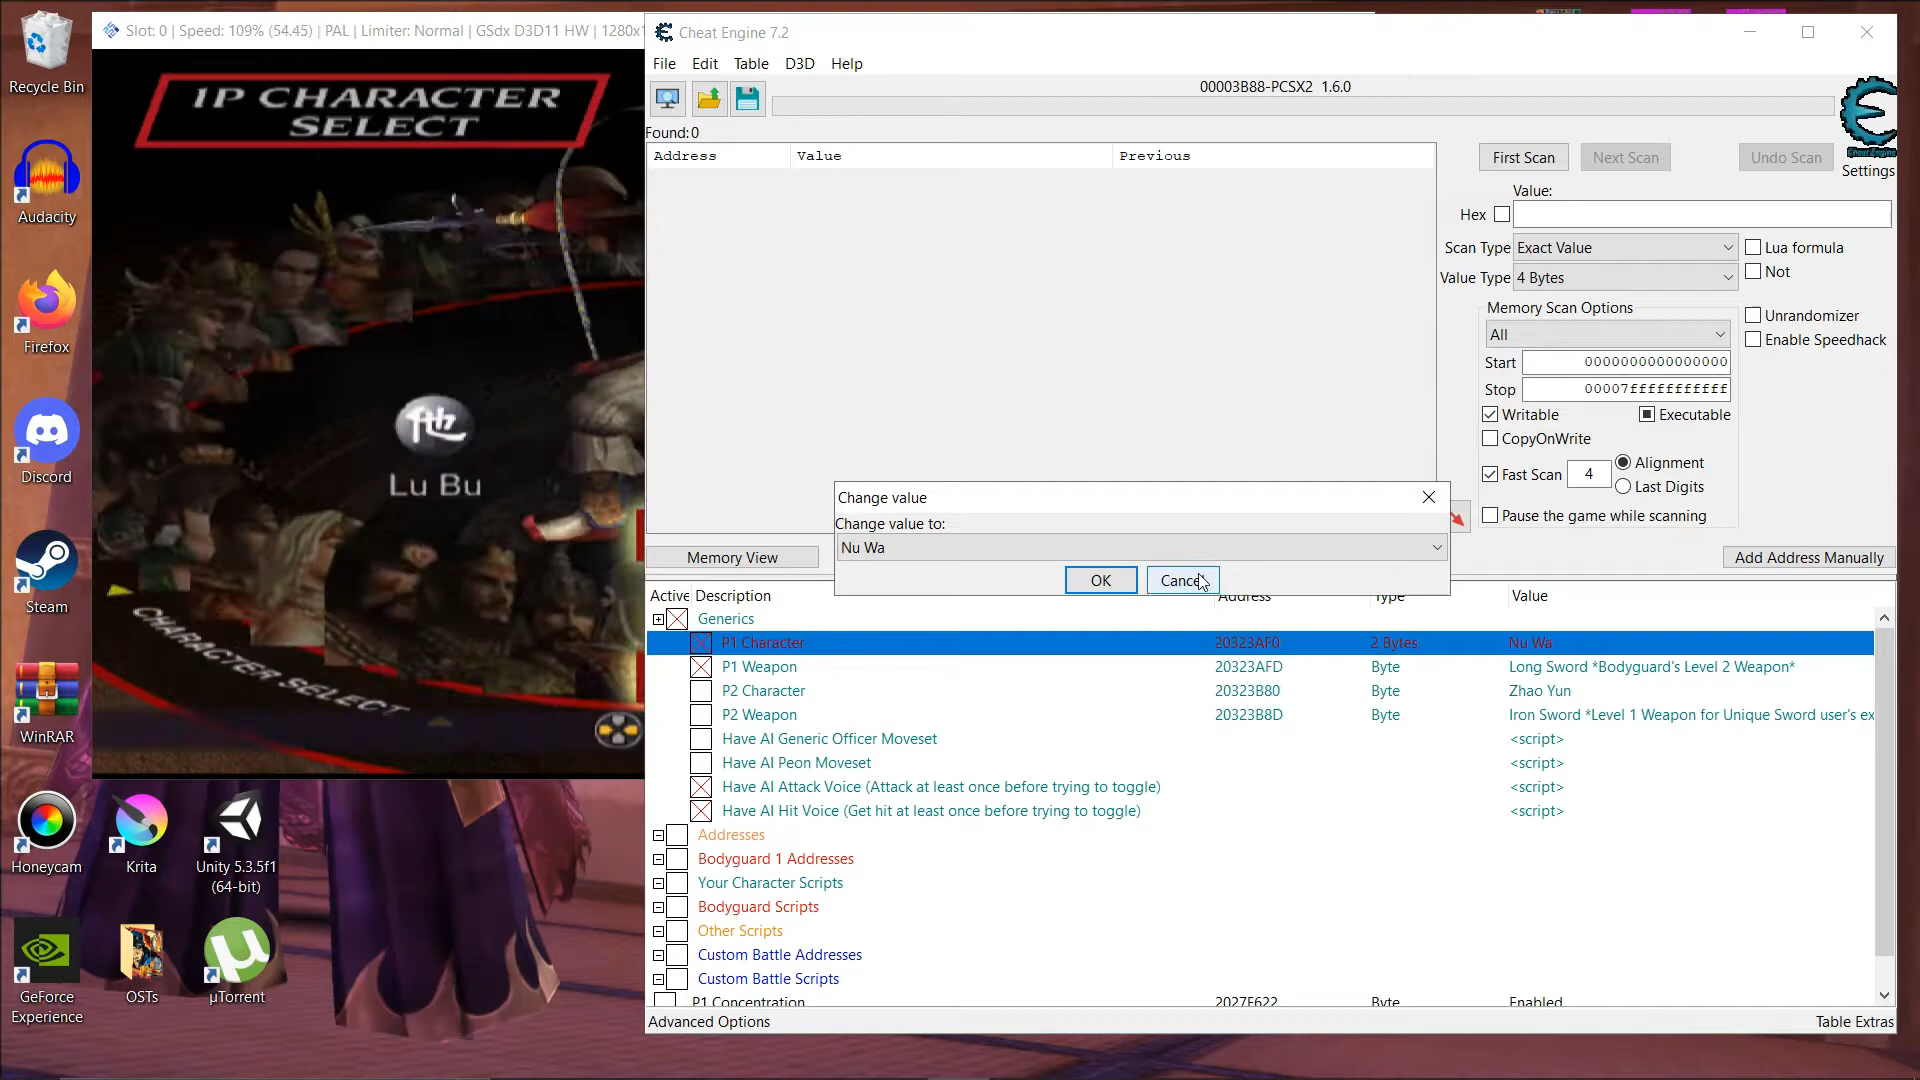 Recycle Bin
Audacity
Firefox
Discord
Steam
WinRAR
Honeycam
Krita
Unity 5.3.5f1
(64-bit)
GeForce
Experience
OSTs
µTorrent
Slot: 0 | Speed: 109% (54.45) | PAL | Limiter: Normal | GSdx D3D11 HW | 1280x1
1P CHARACTER
SELECT
他
Lu Bu
CHARACTER SELECT
Cheat Engine 7.2
File Edit Table D3D Help
00003B88-PCSX2 1.6.0
Cheat Engine
Settings
Found:0
Address Value Previous
First Scan Next Scan Undo Scan
Value:
Hex
Scan Type Exact Value Lua formula
Value Type 4 Bytes Not
Memory Scan Options
All
Unrandomizer
Enable Speedhack
Start 0000000000000000
Stop 00007fffffffffff
Writable Executable
CopyOnWrite
Fast Scan 4 Alignment
Last Digits
Pause the game while scanning
Memory View Add Address Manually
Change value
Change value to:
Nu Wa
OK Cancel
Active Description Address Type Value
Generics
P1 Character 20323AF0 2 Bytes Nu Wa
P1 Weapon 20323AFD Byte Long Sword *Bodyguard's Level 2 Weapon*
P2 Character 20323B80 Byte Zhao Yun
P2 Weapon 20323B8D Byte Iron Sword *Level 1 Weapon for Unique Sword user's ex
Have AI Generic Officer Moveset <script>
Have AI Peon Moveset <script>
Have AI Attack Voice (Attack at least once before trying to toggle) <script>
Have AI Hit Voice (Get hit at least once before trying to toggle) <script>
Addresses
Bodyguard 1 Addresses
Your Character Scripts
Bodyguard Scripts
Other Scripts
Custom Battle Addresses
Custom Battle Scripts
P1 Concentration 2027F622 Byte Enabled
Advanced Options Table Extras